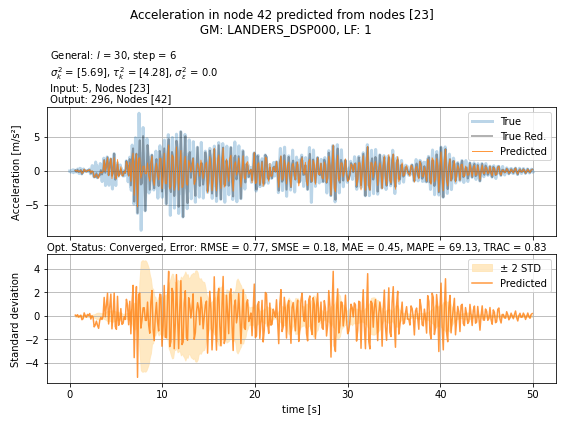 Acceleration in node 42 predicted from nodes [23]
GM: LANDERS_DSP000, LF: 1
General: l = 30, step = 6
σ²ₖ = [5.69], τ²ₖ = [4.28], σ²ε = 0.0
Input: 5, Nodes [23]
Output: 296, Nodes [42]
True
True Red.
Predicted
Acceleration [m/s²]
5
0
−5
Opt. Status: Converged, Error: RMSE = 0.77, SMSE = 0.18, MAE = 0.45, MAPE = 69.13, TRAC = 0.83
± 2 STD
Predicted
Standard deviation
4
2
0
−2
−4
0 10 20 30 40 50
time [s]